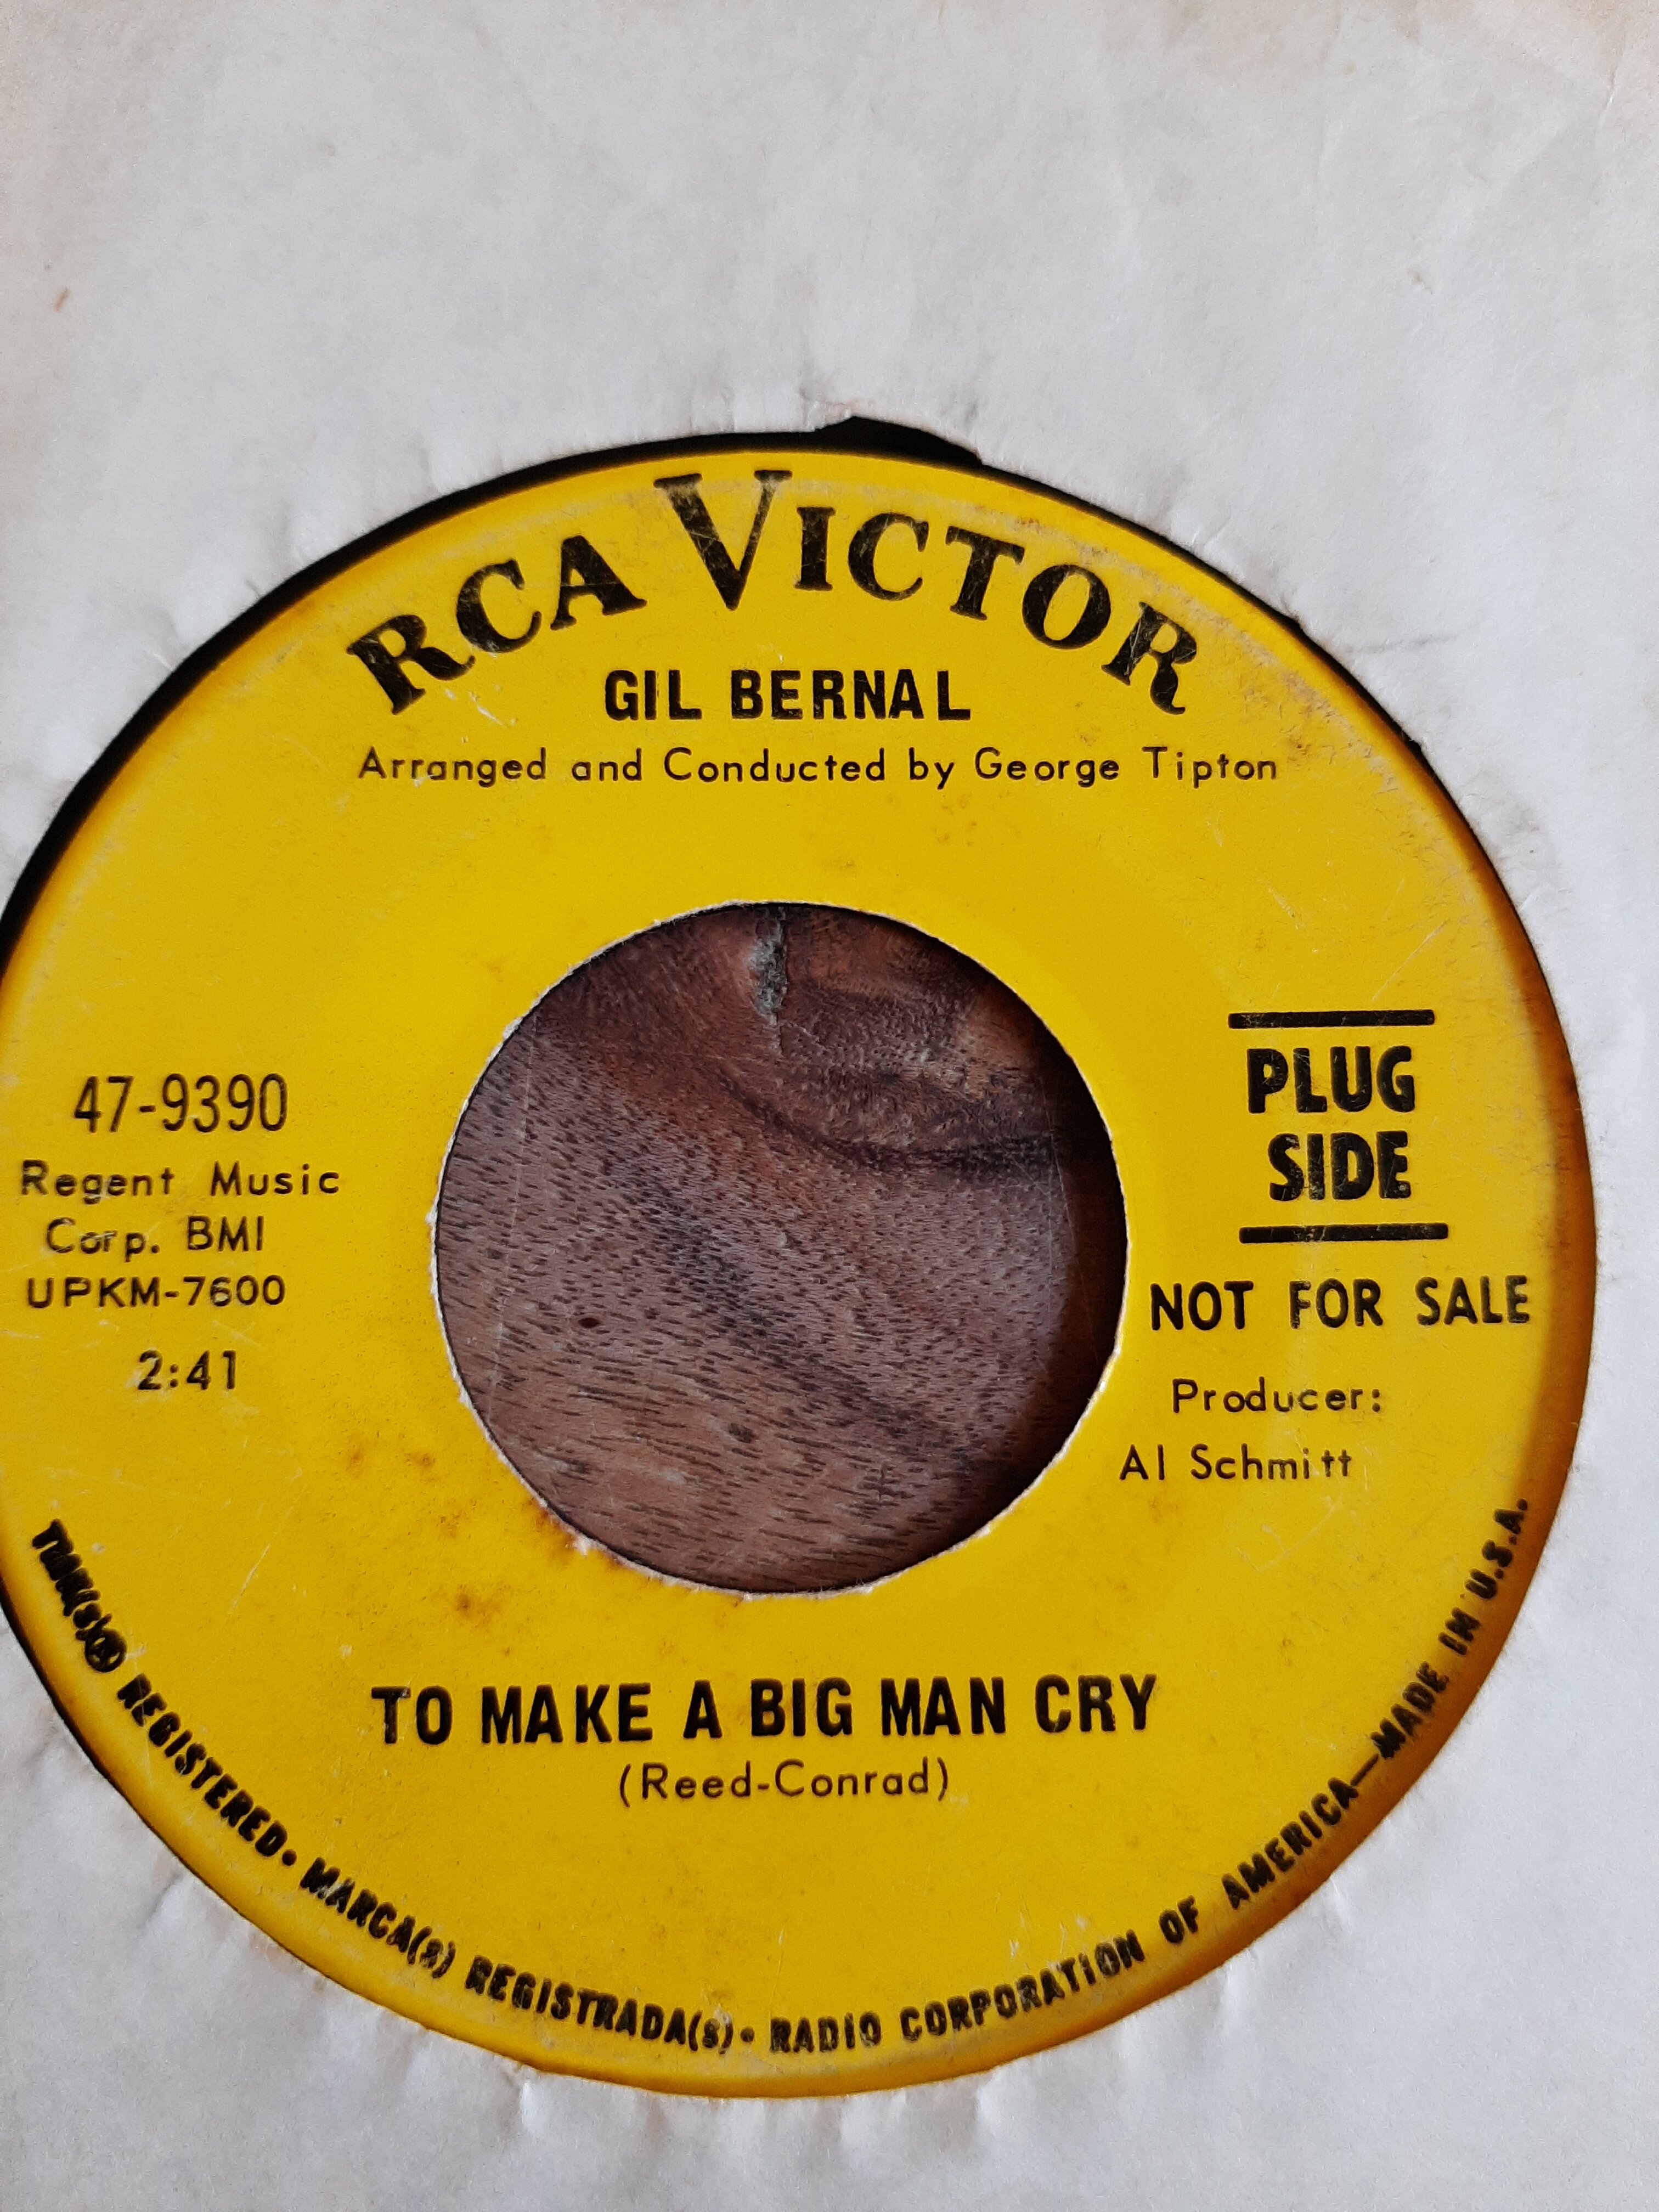 RCA VICTOR
GIL BERNAL
Arranged and Conducted by George Tipton
47-9390
Regent Music
Corp. BMI
UPKM-7600
2:41
PLUG
SIDE
NOT FOR SALE
Producer:
Al Schmitt
TO MAKE A BIG MAN CRY
(Reed-Conrad)
TMK(s)® REGISTERED • MARCA(s) REGISTRADA(s) • RADIO CORPORATION OF AMERICA—MADE IN U.S.A.